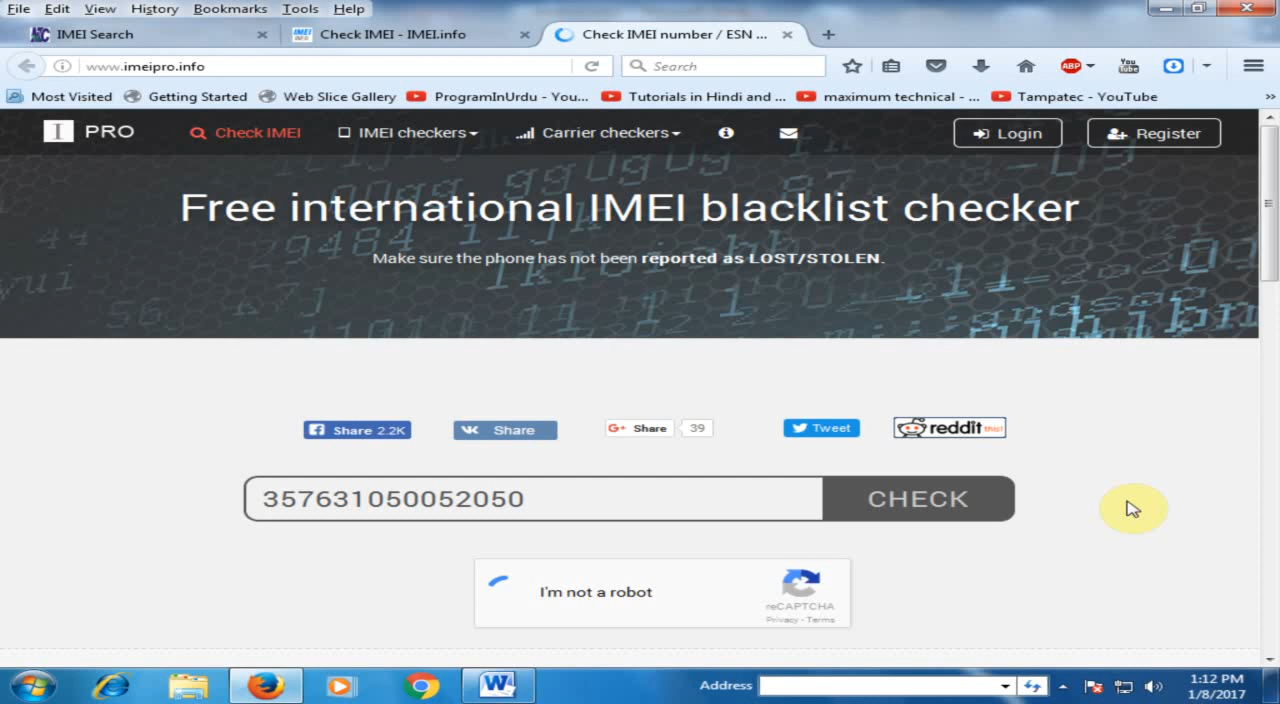 File Edit View History Bookmarks Tools Help
IMEI Search
Check IMEI - IMEI.info
Check IMEI number / ESN ...
www.imeipro.info
Search
ABP
You Tube
Most Visited Getting Started Web Slice Gallery ProgramInUrdu - You... Tutorials in Hindi and ... maximum technical - ... Tampatec - YouTube »
I PRO Check IMEI IMEI checkers Carrier checkers Login Register
Free international IMEI blacklist checker
Make sure the phone has not been reported as LOST/STOLEN.
Share 2.2K
Share
G+ Share 39
Tweet
reddit this!
357631050052050 CHECK
I'm not a robot
reCAPTCHA
Privacy - Terms
Address
1:12 PM
1/8/2017